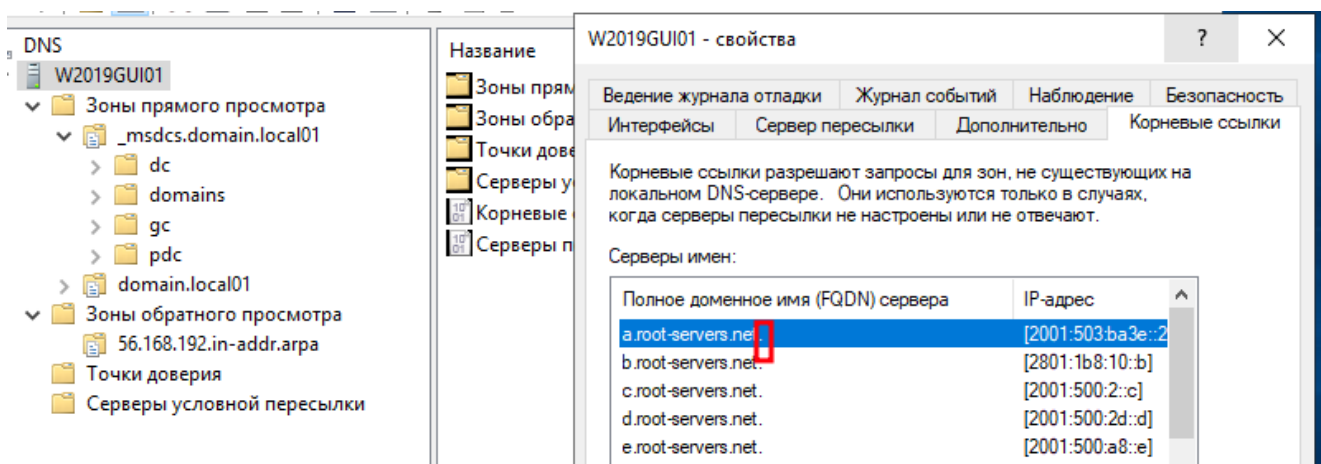 DNS
W2019GUI01
Зоны прямого просмотра
_msdcs.domain.local01
dc
domains
gc
pdc
domain.local01
Зоны обратного просмотра
56.168.192.in-addr.arpa
Точки доверия
Серверы условной пересылки
Название
Зоны прям
Зоны обра
Точки дове
Серверы у
Корневые
Серверы п
W2019GUI01 - свойства
? ×
Ведение журнала отладки Журнал событий Наблюдение Безопасность
Интерфейсы Сервер пересылки Дополнительно Корневые ссылки
Корневые ссылки разрешают запросы для зон, не существующих на
локальном DNS-сервере. Они используются только в случаях,
когда серверы пересылки не настроены или не отвечают.
Серверы имен:
Полное доменное имя (FQDN) сервера IP-адрес
a.root-servers.net. [2001:503:ba3e::2
b.root-servers.net. [2801:1b8:10::b]
c.root-servers.net. [2001:500:2::c]
d.root-servers.net. [2001:500:2d::d]
e.root-servers.net. [2001:500:a8::e]